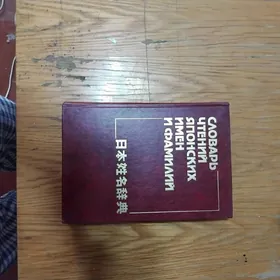 СЛОВАРЬ
ЧТЕНИЙ
ЯПОНСКИХ
ИМЕН
И ФАМИЛИЙ
日本姓名辞典